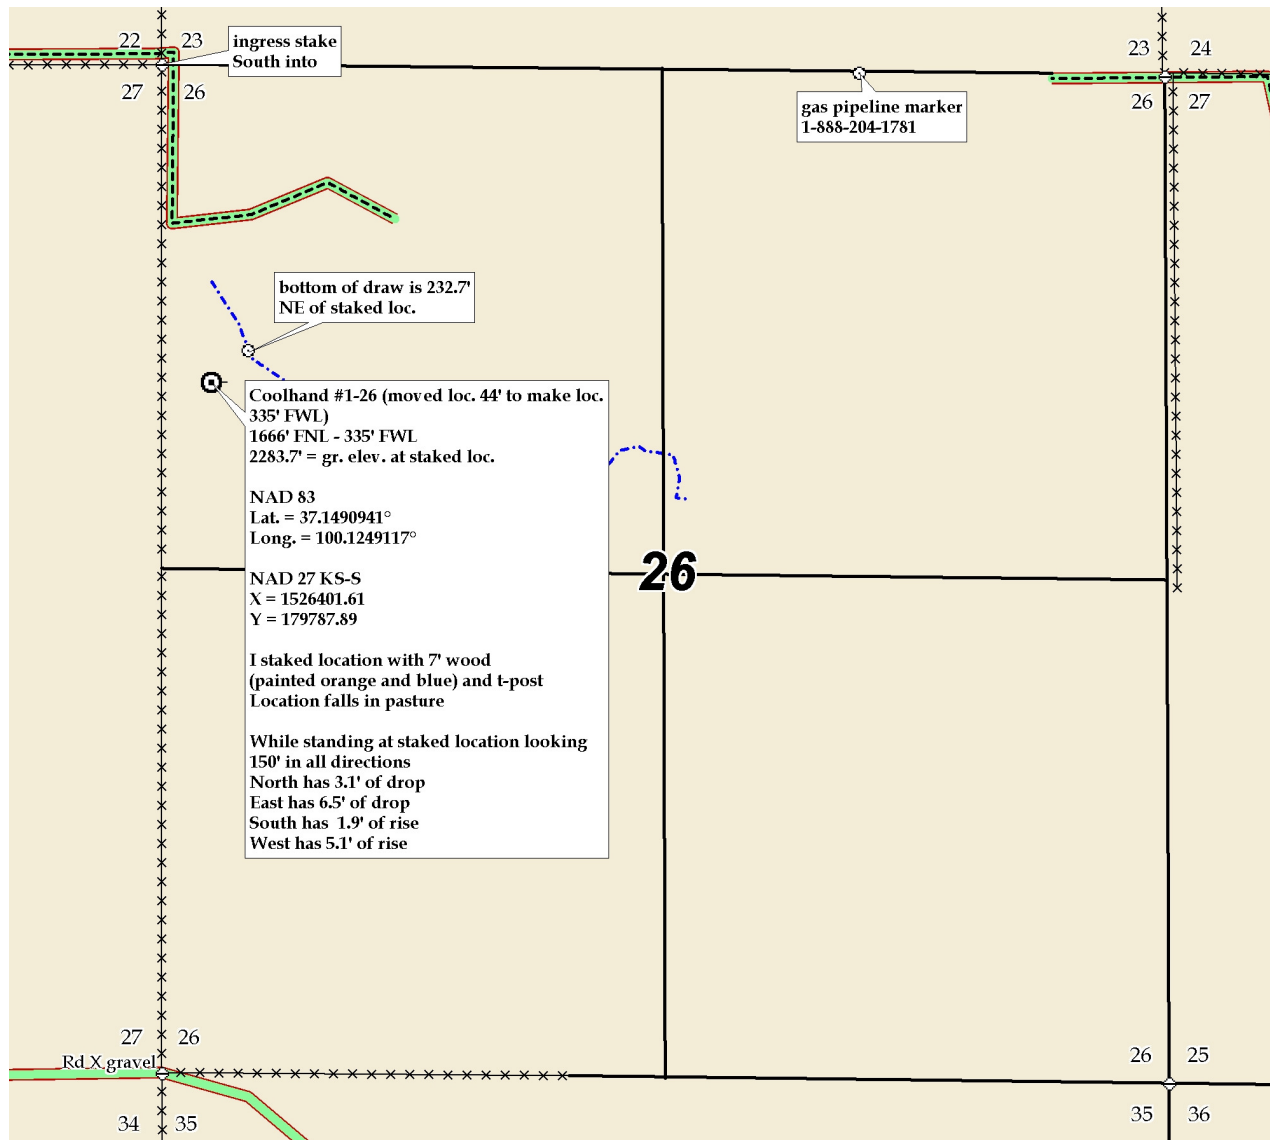 22 23
ingress stake
South into
27 26
23 24
26 27
gas pipeline marker
1-888-204-1781
bottom of draw is 232.7'
NE of staked loc.
Coolhand #1-26 (moved loc. 44' to make loc.
335' FWL)
1666' FNL - 335' FWL
2283.7' = gr. elev. at staked loc.
NAD 83
Lat. = 37.1490941°
Long. = 100.1249117°
NAD 27 KS-S
X = 1526401.61
Y = 179787.89
I staked location with 7' wood
(painted orange and blue) and t-post
Location falls in pasture
While standing at staked location looking
150' in all directions
North has 3.1' of drop
East has 6.5' of drop
South has  1.9' of rise
West has 5.1' of rise
26
27 26
Rd X gravel
34 35
26 25
35 36